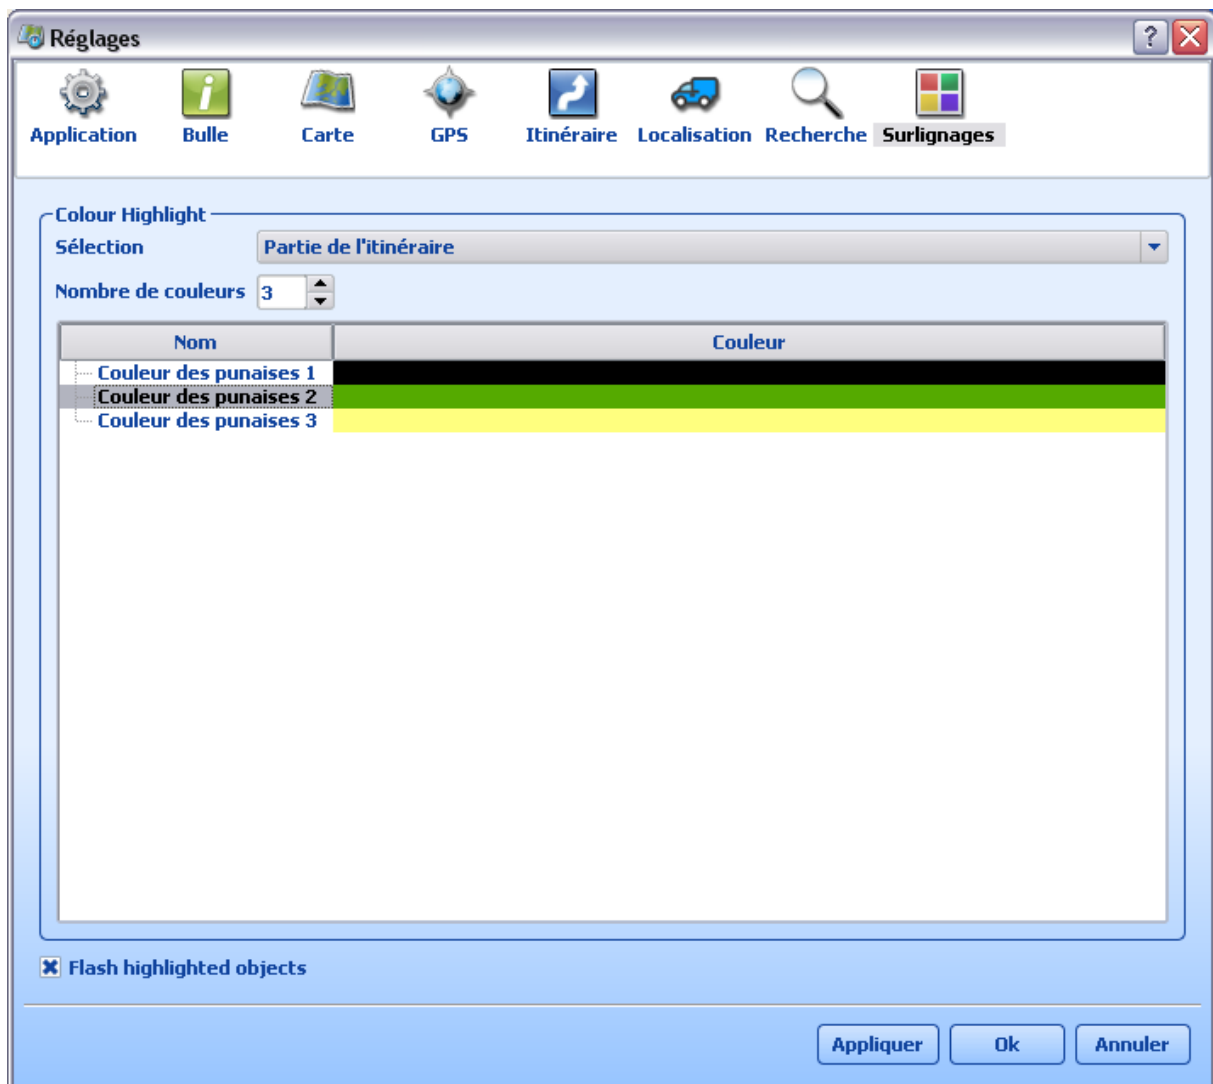 Réglages
Application Bulle Carte GPS Itinéraire Localisation Recherche Surlignages
Colour Highlight
Sélection Partie de l'itinéraire
Nombre de couleurs 3
Nom Couleur
Couleur des punaises 1
Couleur des punaises 2
Couleur des punaises 3
Flash highlighted objects
Appliquer Ok Annuler